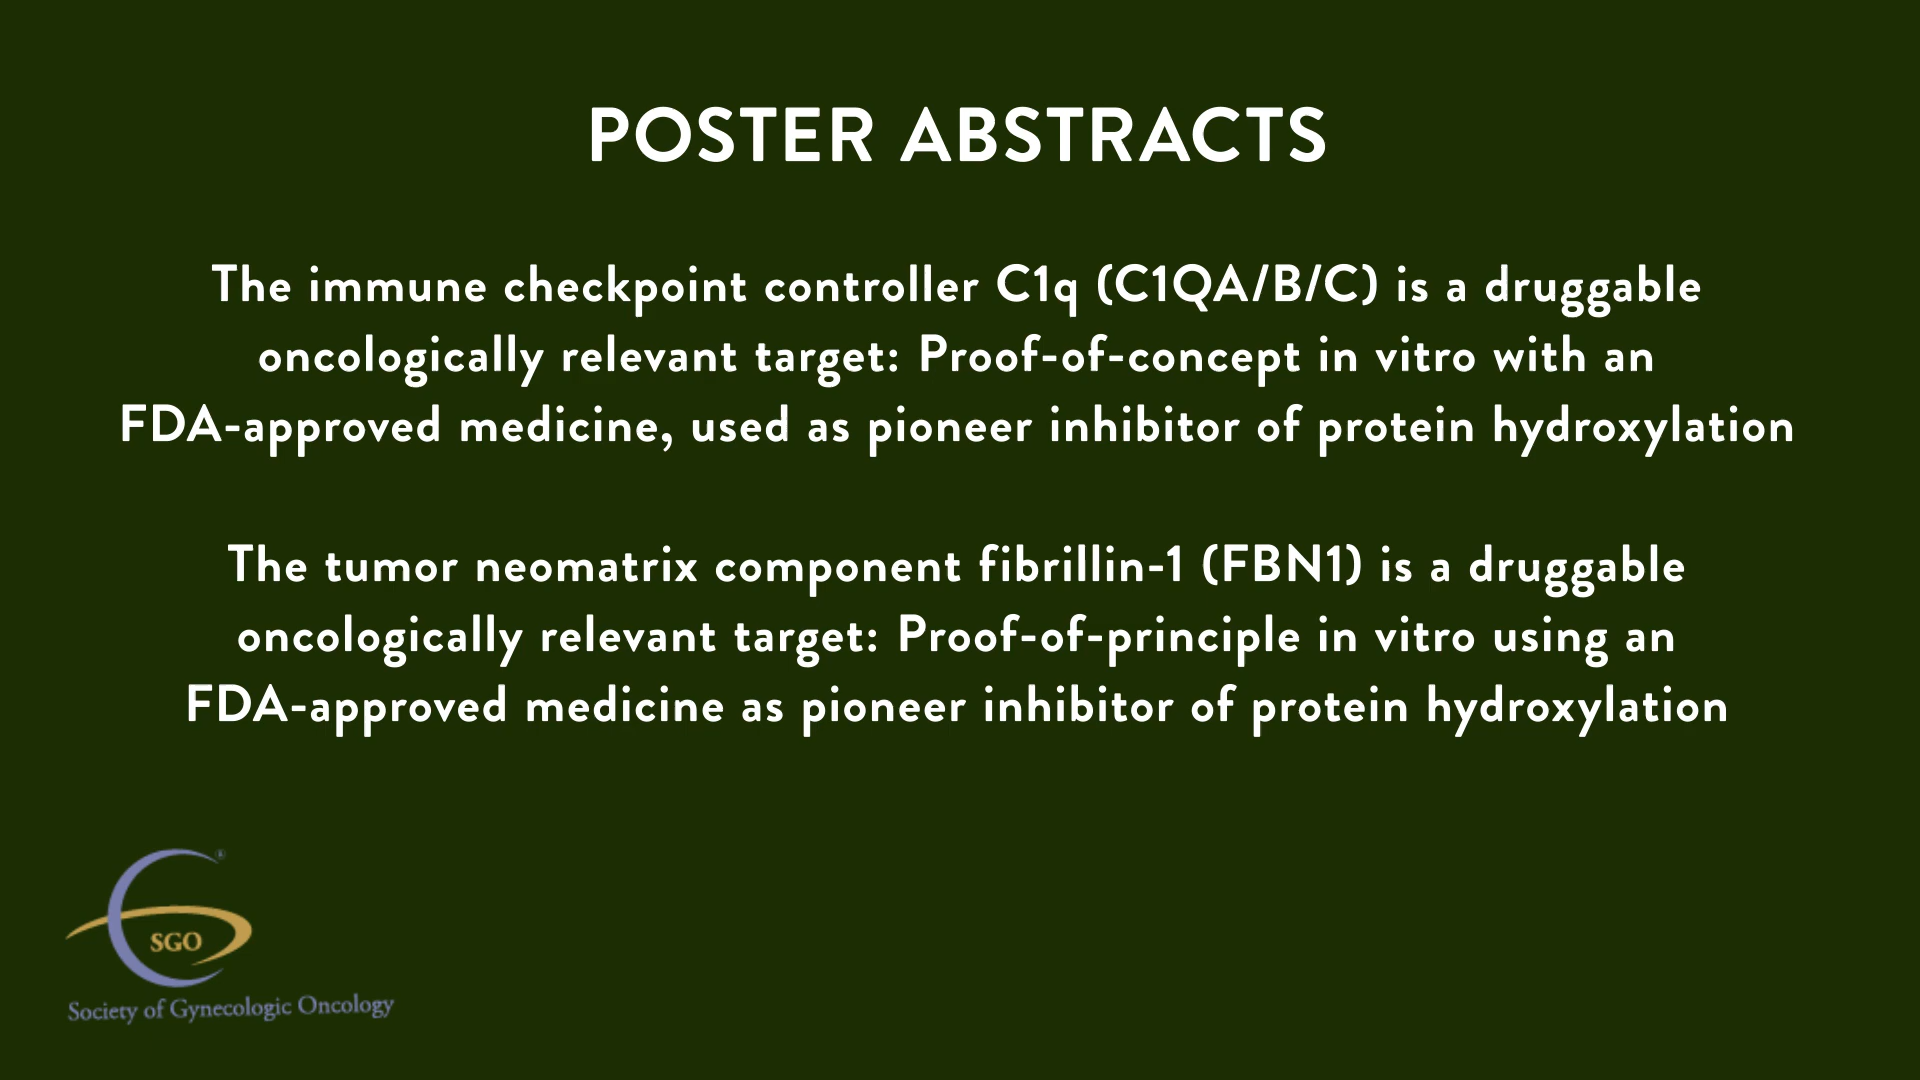 POSTER ABSTRACTS
The immune checkpoint controller C1q (C1QA/B/C) is a druggable
oncologically relevant target: Proof-of-concept in vitro with an
FDA-approved medicine, used as pioneer inhibitor of protein hydroxylation
The tumor neomatrix component fibrillin-1 (FBN1) is a druggable
oncologically relevant target: Proof-of-principle in vitro using an
FDA-approved medicine as pioneer inhibitor of protein hydroxylation
®
SGO
Society of Gynecologic Oncology